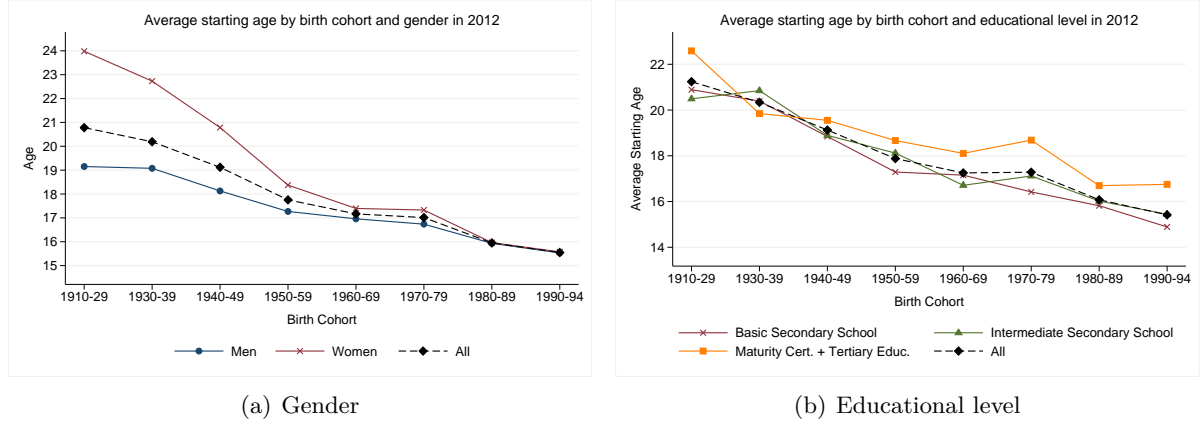 Average starting age by birth cohort and gender in 2012
Age
24
23
22
21
20
19
18
17
16
15
1910-29 1930-39 1940-49 1950-59 1960-69 1970-79 1980-89 1990-94
Birth Cohort
Men Women All
(a) Gender
Average starting age by birth cohort and educational level in 2012
Average Starting Age
22
20
18
16
14
1910-29 1930-39 1940-49 1950-59 1960-69 1970-79 1980-89 1990-94
Birth Cohort
Basic Secondary School Intermediate Secondary School
Maturity Cert. + Tertiary Educ. All
(b) Educational level